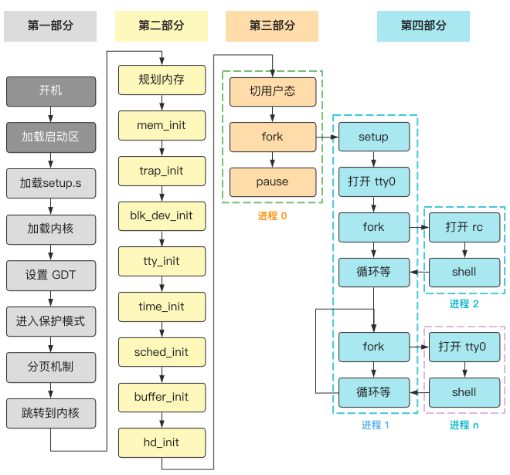 第一部分
第二部分
第三部分
第四部分
开机
加载启动区
加载setup.s
加载内核
设置 GDT
进入保护模式
分页机制
跳转到内核
规划内存
mem_init
trap_init
blk_dev_init
tty_init
time_init
sched_init
buffer_init
hd_init
切用户态
fork
pause
进程 0
setup
打开 tty0
fork
循环等
fork
循环等
进程 1
打开 rc
shell
进程 2
打开 tty0
shell
进程 n